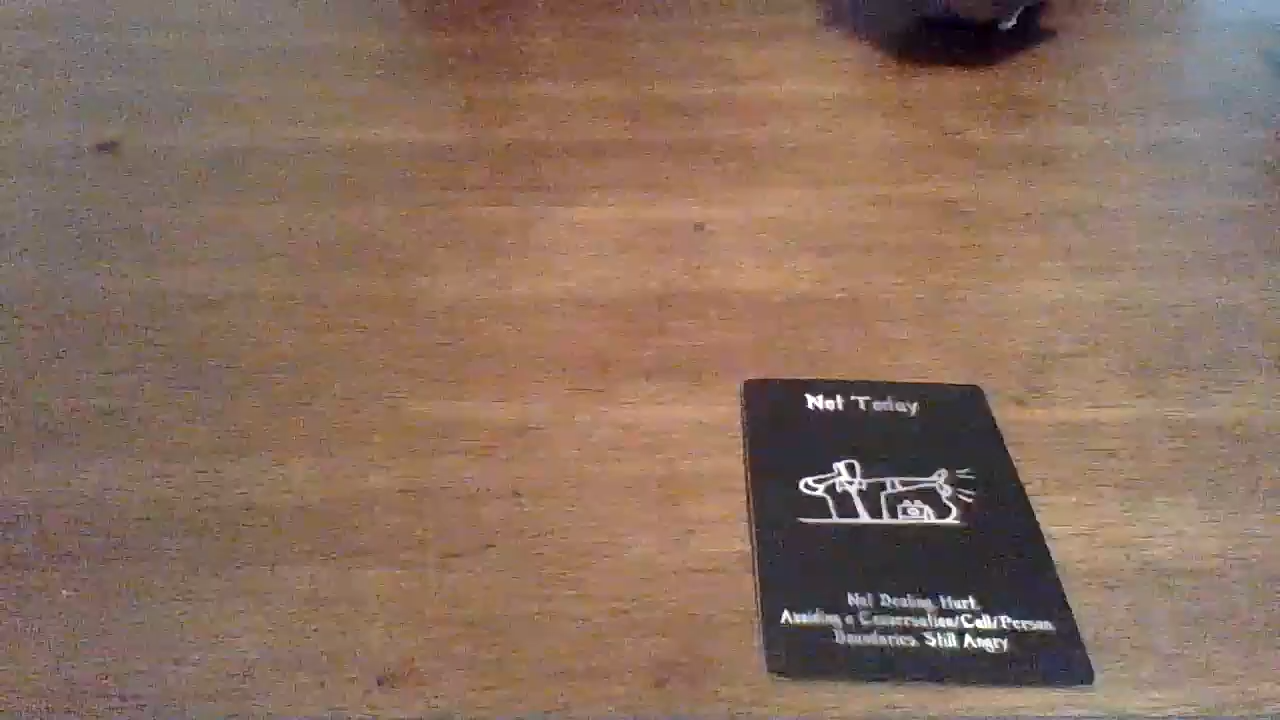 Not Today
Not Dealing. Hurt.
Avoiding a Conversation/Call/Person
Boundaries. Still Angry